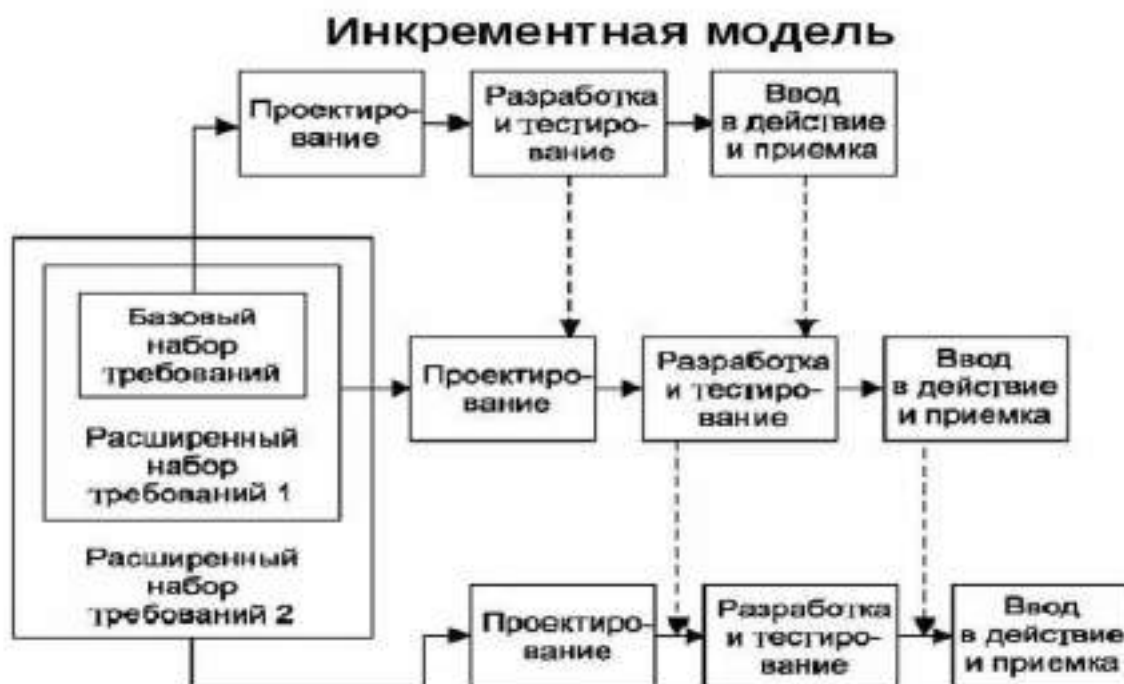 Инкрементная модель
Проектиро-
вание
Разработка
и тестиро-
вание
Ввод
в действие
и приемка
Базовый
набор
требований
Расширенный
набор
требований 1
Расширенный
набор
требований 2
Проектиро-
вание
Разработка
и тестиро-
вание
Ввод
в действие
и приемка
Проектиро-
вание
Разработка
и тестиро-
вание
Ввод
в действие
и приемка